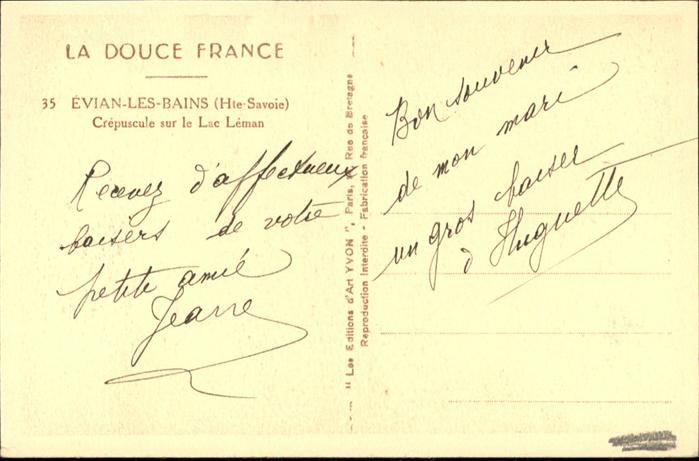 LA DOUCE FRANCE
35 ÉVIAN-LES-BAINS (Hte-Savoie)
Crépuscule sur le Lac Léman
Recevez d'affectueux
baisers de votre
petite amie
Jeanne
"Les Editions d'Art YVON", Paris, Rue de Bretagne
Reproduction Interdite - Fabrication française
Bon souvenir
de mon mari
un gros baiser
d'Huguette